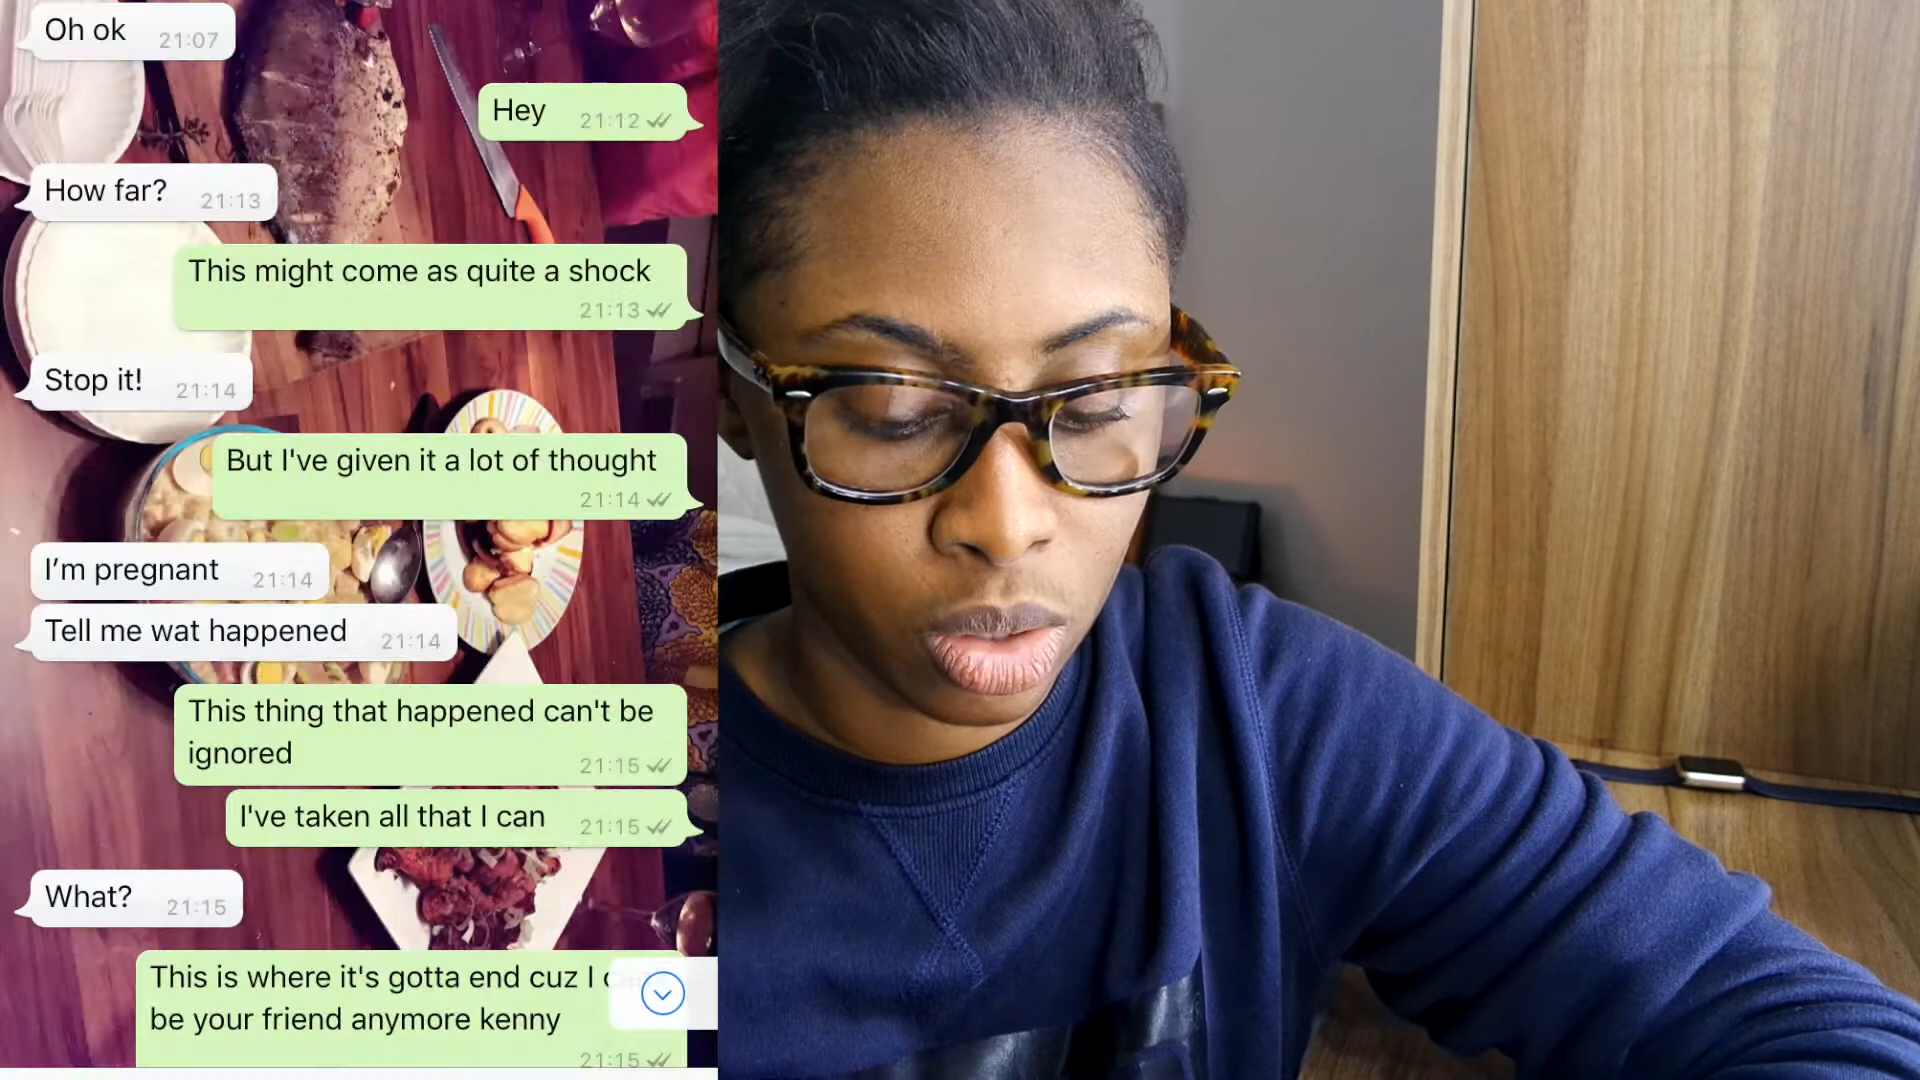 Oh ok 21:07
Hey 21:12
How far? 21:13
This might come as quite a shock
21:13
Stop it! 21:14
But I've given it a lot of thought
21:14
I'm pregnant 21:14
Tell me wat happened 21:14
This thing that happened can't be
ignored 21:15
I've taken all that I can 21:15
What? 21:15
This is where it's gotta end cuz I
be your friend anymore kenny
21:15